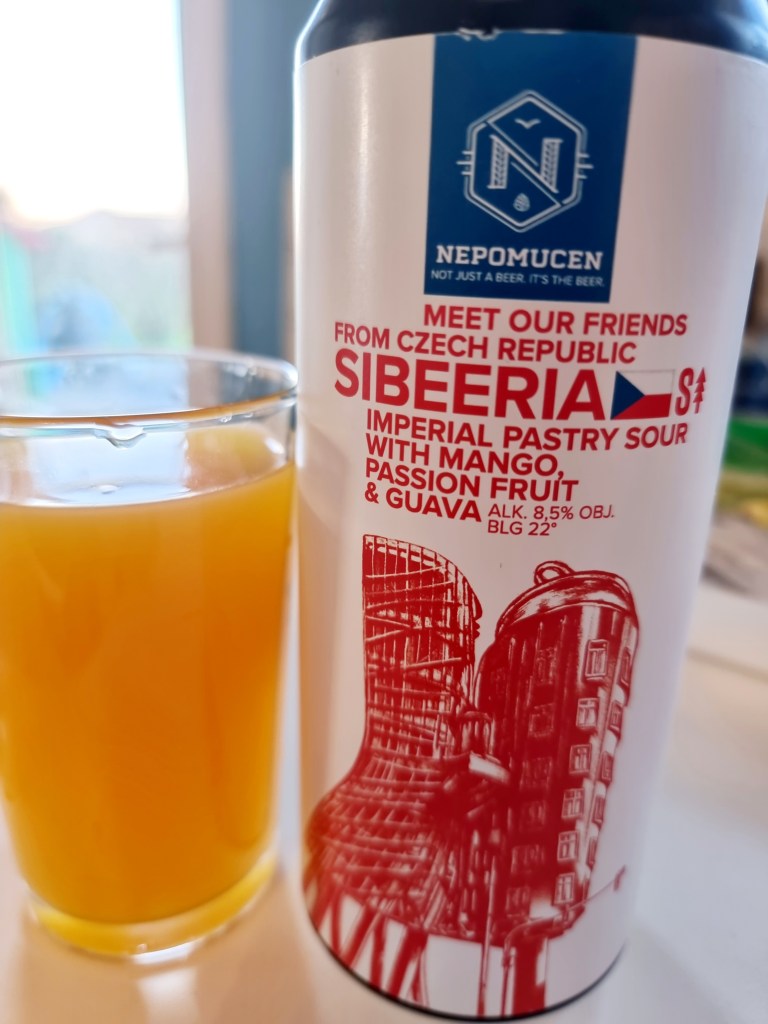 N
NEPOMUCEN
NOT JUST A BEER. IT'S THE BEER.
MEET OUR FRIENDS
FROM CZECH REPUBLIC
SIBEERIA S
IMPERIAL PASTRY SOUR
WITH MANGO,
PASSION FRUIT
& GUAVA ALK. 8,5% OBJ.
BLG 22°